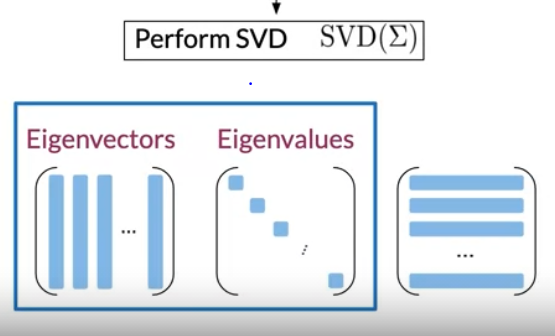 Perform SVD SVD(Σ)
Eigenvectors Eigenvalues
... ... 
...